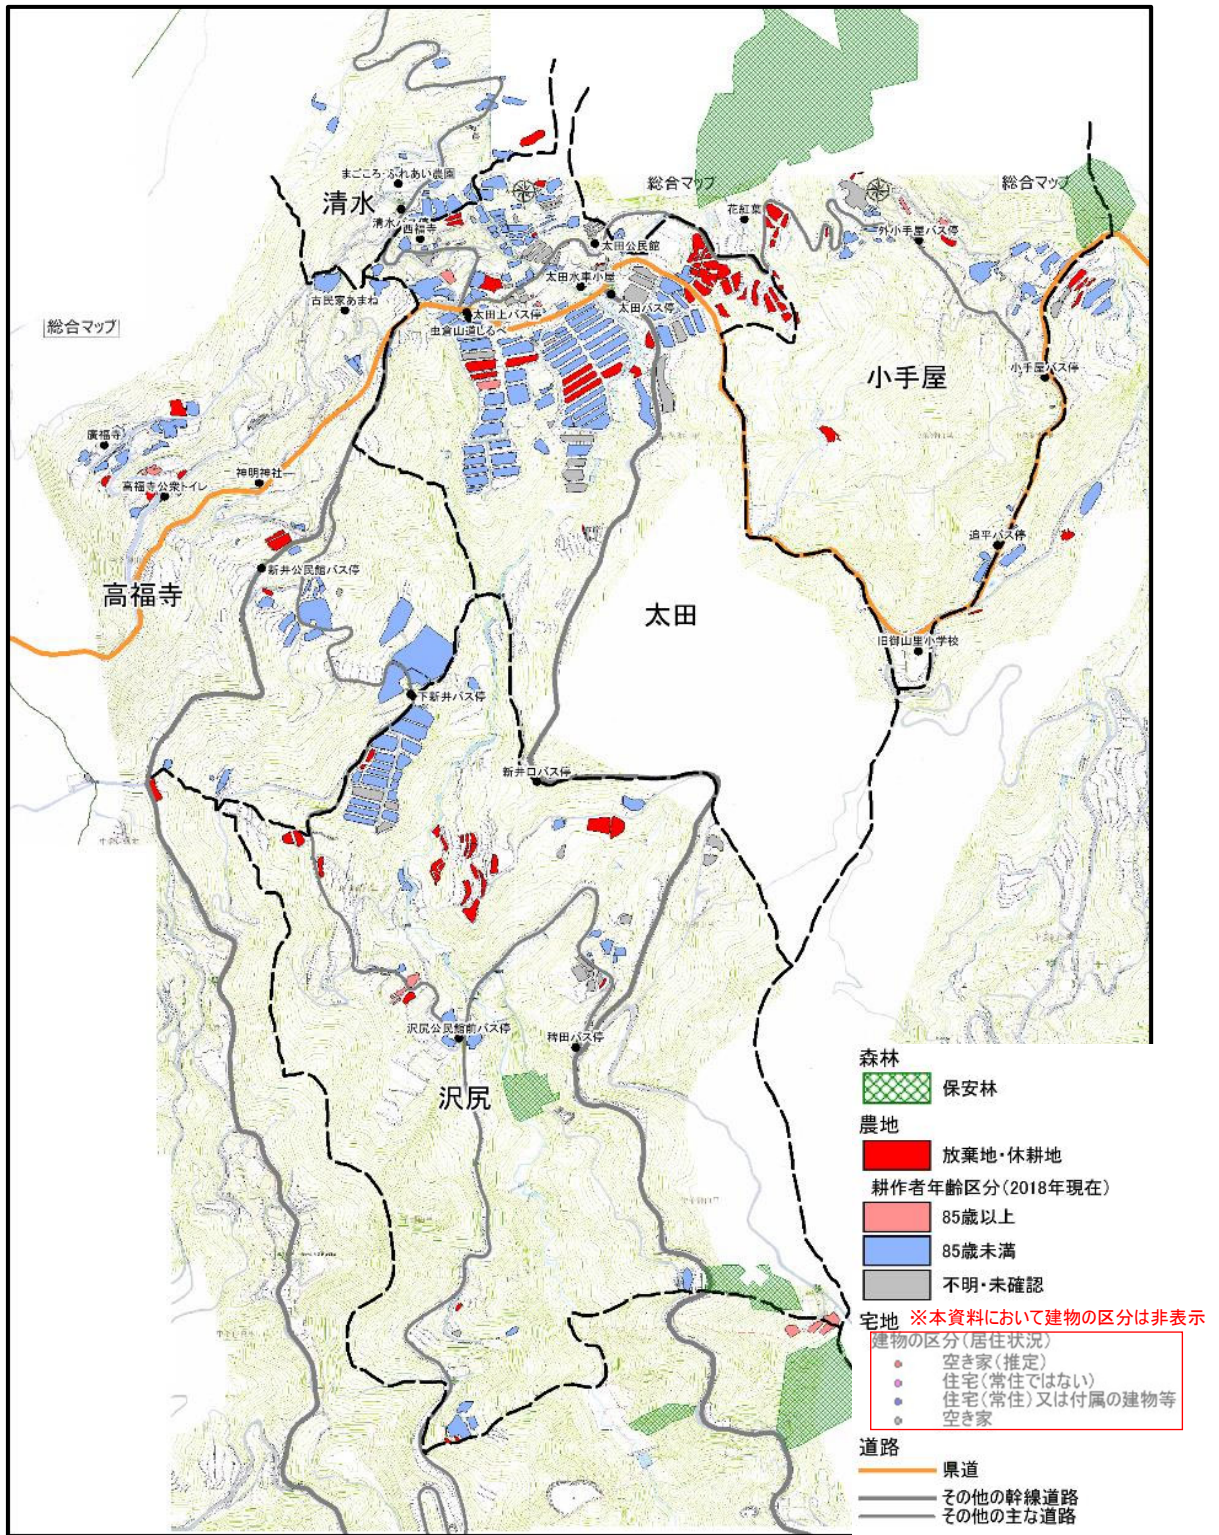 まごころ・ふれあい農園
総合マップ
総合マップ
清水
花紅葉
西福寺
太田公民館
外小手屋バス停
太田水車小屋
古民家あまね
太田上バス停
太田バス停
虫倉山道しるべ
総合マップ
小手屋バス停
小手屋
廣福寺
神明神社
高福寺公衆トイレ
追平バス停
新井公民館バス停
高福寺
太田
旧御山里小学校
下新井バス停
新井口バス停
沢尻公民館前バス停
稗田バス停
沢尻
森林
保安林
農地
放棄地・休耕地
耕作者年齢区分(2018年現在)
85歳以上
85歳未満
不明・未確認
宅地 ※本資料において建物の区分は非表示
建物の区分(居住状況)
空き家(推定)
住宅(常住ではない)
住宅(常住)又は付属の建物等
空き家
道路
県道
その他の幹線道路
その他の主な道路